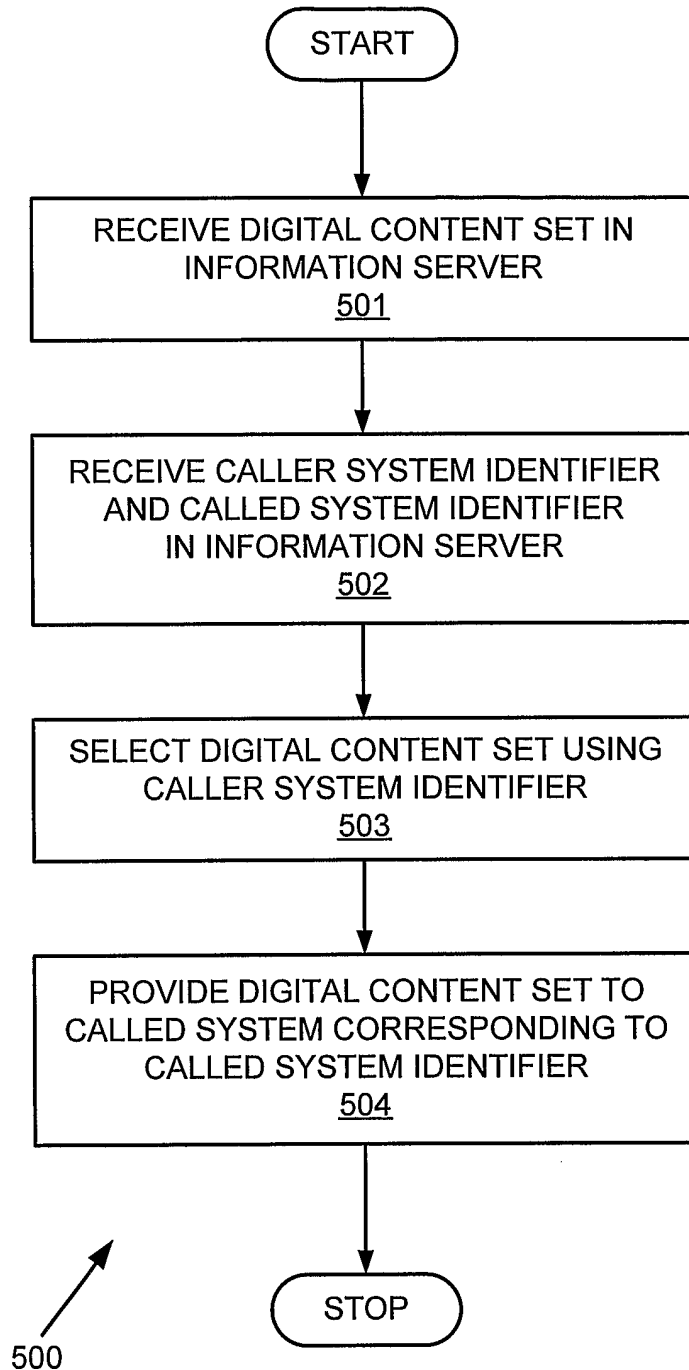 START
RECEIVE DIGITAL CONTENT SET IN
INFORMATION SERVER
501
RECEIVE CALLER SYSTEM IDENTIFIER
AND CALLED SYSTEM IDENTIFIER
IN INFORMATION SERVER
502
SELECT DIGITAL CONTENT SET USING
CALLER SYSTEM IDENTIFIER
503
PROVIDE DIGITAL CONTENT SET TO
CALLED SYSTEM CORRESPONDING TO
CALLED SYSTEM IDENTIFIER
504
STOP
500